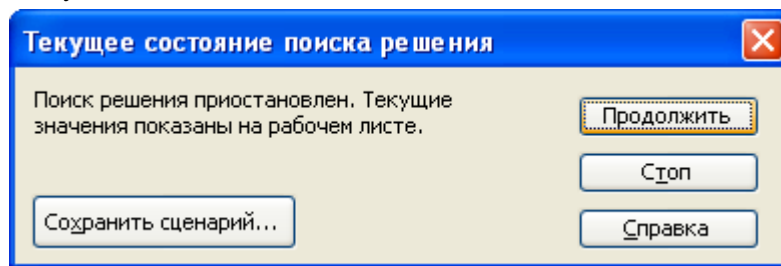 Текущее состояние поиска решения
Поиск решения приостановлен. Текущие
значения показаны на рабочем листе.
Продолжить
Стоп
Сохранить сценарий...
Справка